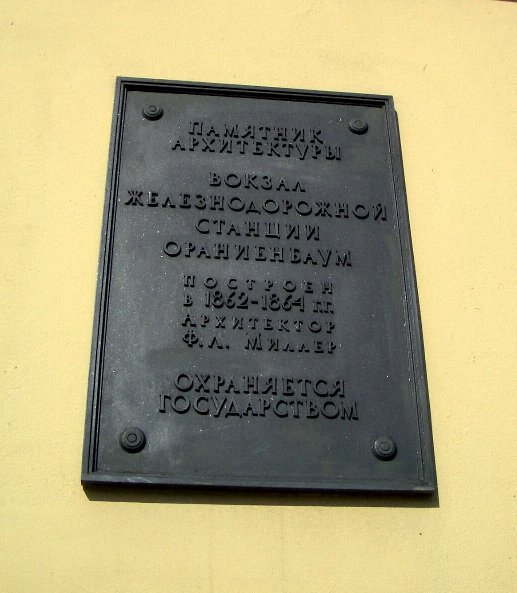 ПАМЯТНИК
АРХИТЕКТУРЫ
ВОКЗАЛ
ЖЕЛЕЗНОДОРОЖНОЙ
СТАНЦИИ
ОРАНИЕНБАУМ
ПОСТРОЕН
В 1862-1864 ГГ.
АРХИТЕКТОР
Ф.Л. МИЛЛЕР
ОХРАНЯЕТСЯ
ГОСУДАРСТВОМ